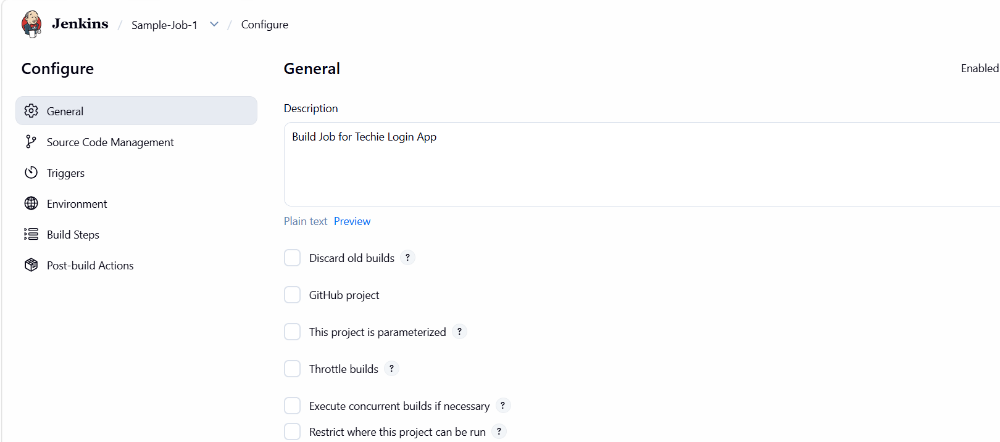 Jenkins / Sample-Job-1 / Configure
Configure
General
Source Code Management
Triggers
Environment
Build Steps
Post-build Actions
General
Enabled
Description
Build Job for Techie Login App
Plain text Preview
Discard old builds ?
GitHub project
This project is parameterized ?
Throttle builds ?
Execute concurrent builds if necessary ?
Restrict where this project can be run ?